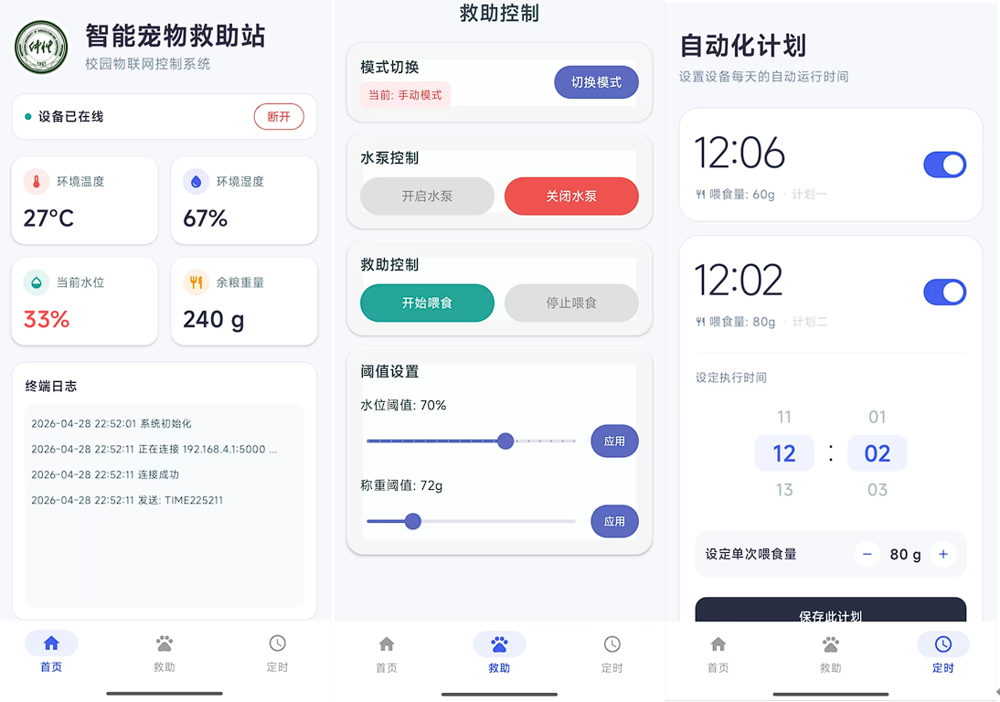 智能宠物救助站
校园物联网控制系统
设备已在线
断开
环境温度
27°C
环境湿度
67%
当前水位
33%
余粮重量
240 g
终端日志
2026-04-28 22:52:01 系统初始化
2026-04-28 22:52:11 正在连接 192.168.4.1:5000 ...
2026-04-28 22:52:11 连接成功
2026-04-28 22:52:11 发送: TIME225211
首页
救助
定时
救助控制
模式切换
当前: 手动模式
切换模式
水泵控制
开启水泵
关闭水泵
救助控制
开始喂食
停止喂食
阈值设置
水位阈值: 70%
应用
称重阈值: 72g
应用
首页
救助
定时
自动化计划
设置设备每天的自动运行时间
12:06
喂食量: 60g · 计划一
12:02
喂食量: 80g · 计划二
设定执行时间
11 01
12 : 02
13 03
设定单次喂食量
− 80 g +
保存此计划
首页
救助
定时